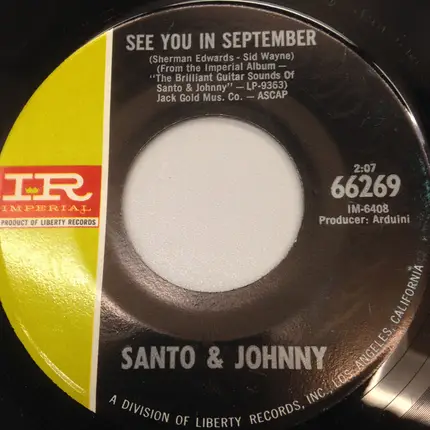 SEE YOU IN SEPTEMBER
(Sherman Edwards - Sid Wayne)
(From the Imperial Album —
"The Brilliant Guitar Sounds Of
Santo & Johnny" — LP-9363)
Jack Gold Mus. Co. — ASCAP
2:07
66269
IM-6408
Producer: Arduini
IR
IMPERIAL
PRODUCT OF LIBERTY RECORDS
SANTO & JOHNNY
A DIVISION OF LIBERTY RECORDS, INC., LOS ANGELES, CALIFORNIA